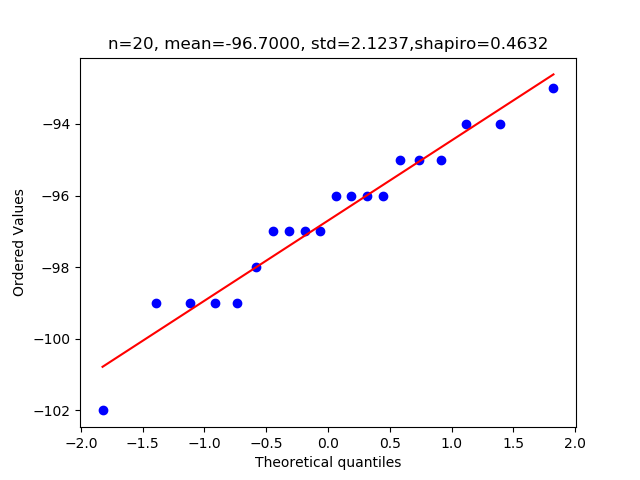 n=20, mean=-96.7000, std=2.1237,shapiro=0.4632
Ordered Values
−94
−96
−98
−100
−102
−2.0 −1.5 −1.0 −0.5 0.0 0.5 1.0 1.5 2.0
Theoretical quantiles